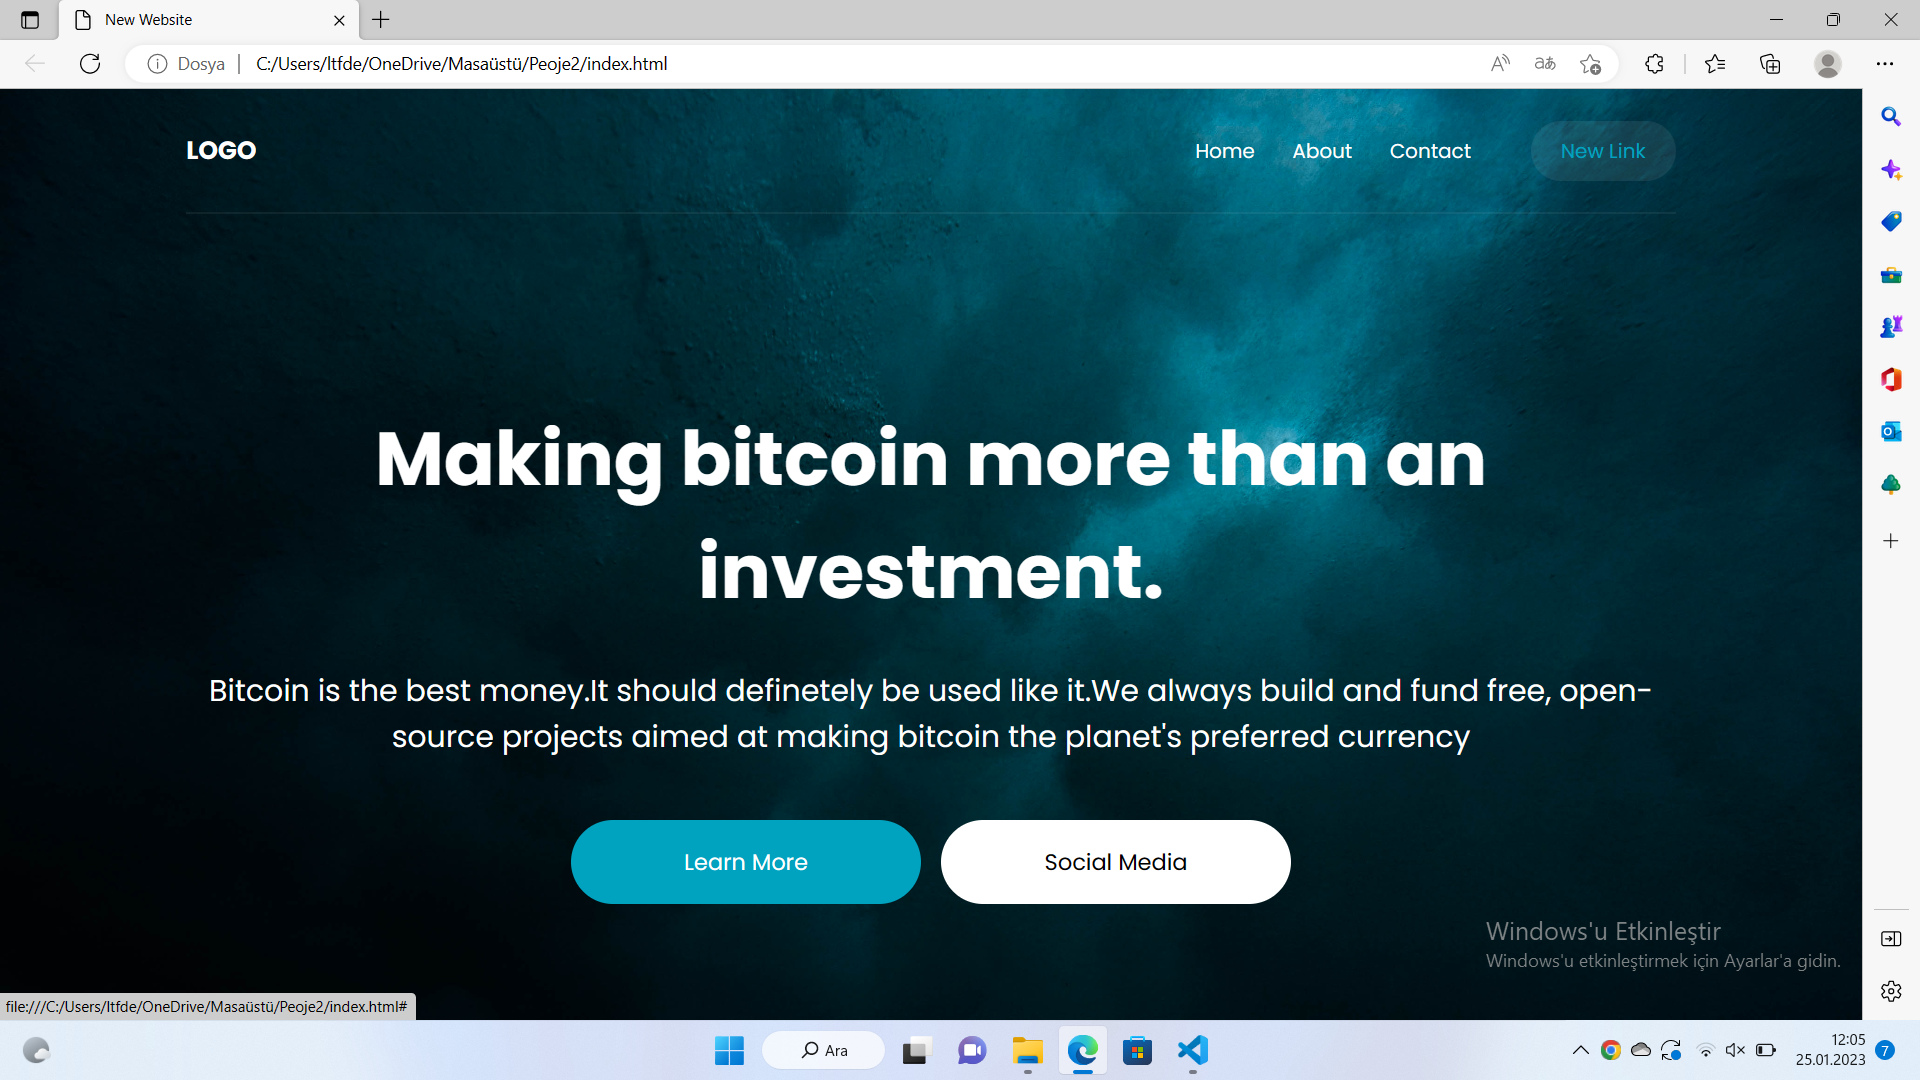 New Website
Dosya
C:/Users/ltfde/OneDrive/Masaüstü/Peoje2/index.html
LOGO
Home
About
Contact
New Link
Making bitcoin more than an
investment.
Bitcoin is the best money.It should definetely be used like it.We always build and fund free, open-
source projects aimed at making bitcoin the planet's preferred currency
Learn More
Social Media
Windows'u Etkinleştir
Windows'u etkinleştirmek için Ayarlar'a gidin.
file:///C:/Users/ltfde/OneDrive/Masaüstü/Peoje2/index.html#
Ara
12:05
25.01.2023
7